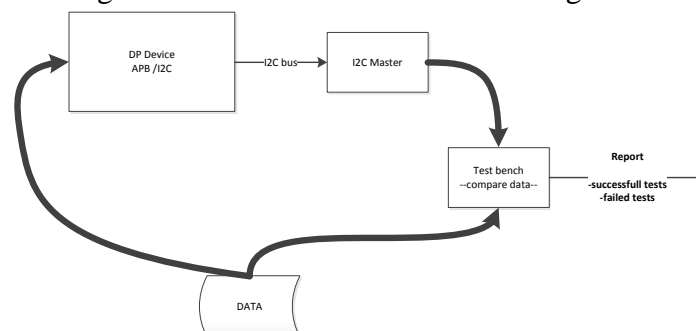 DP Device
APB /I2C
I2C bus
I2C Master
Test bench
--compare data--
Report
-successfull tests
-failed tests
DATA